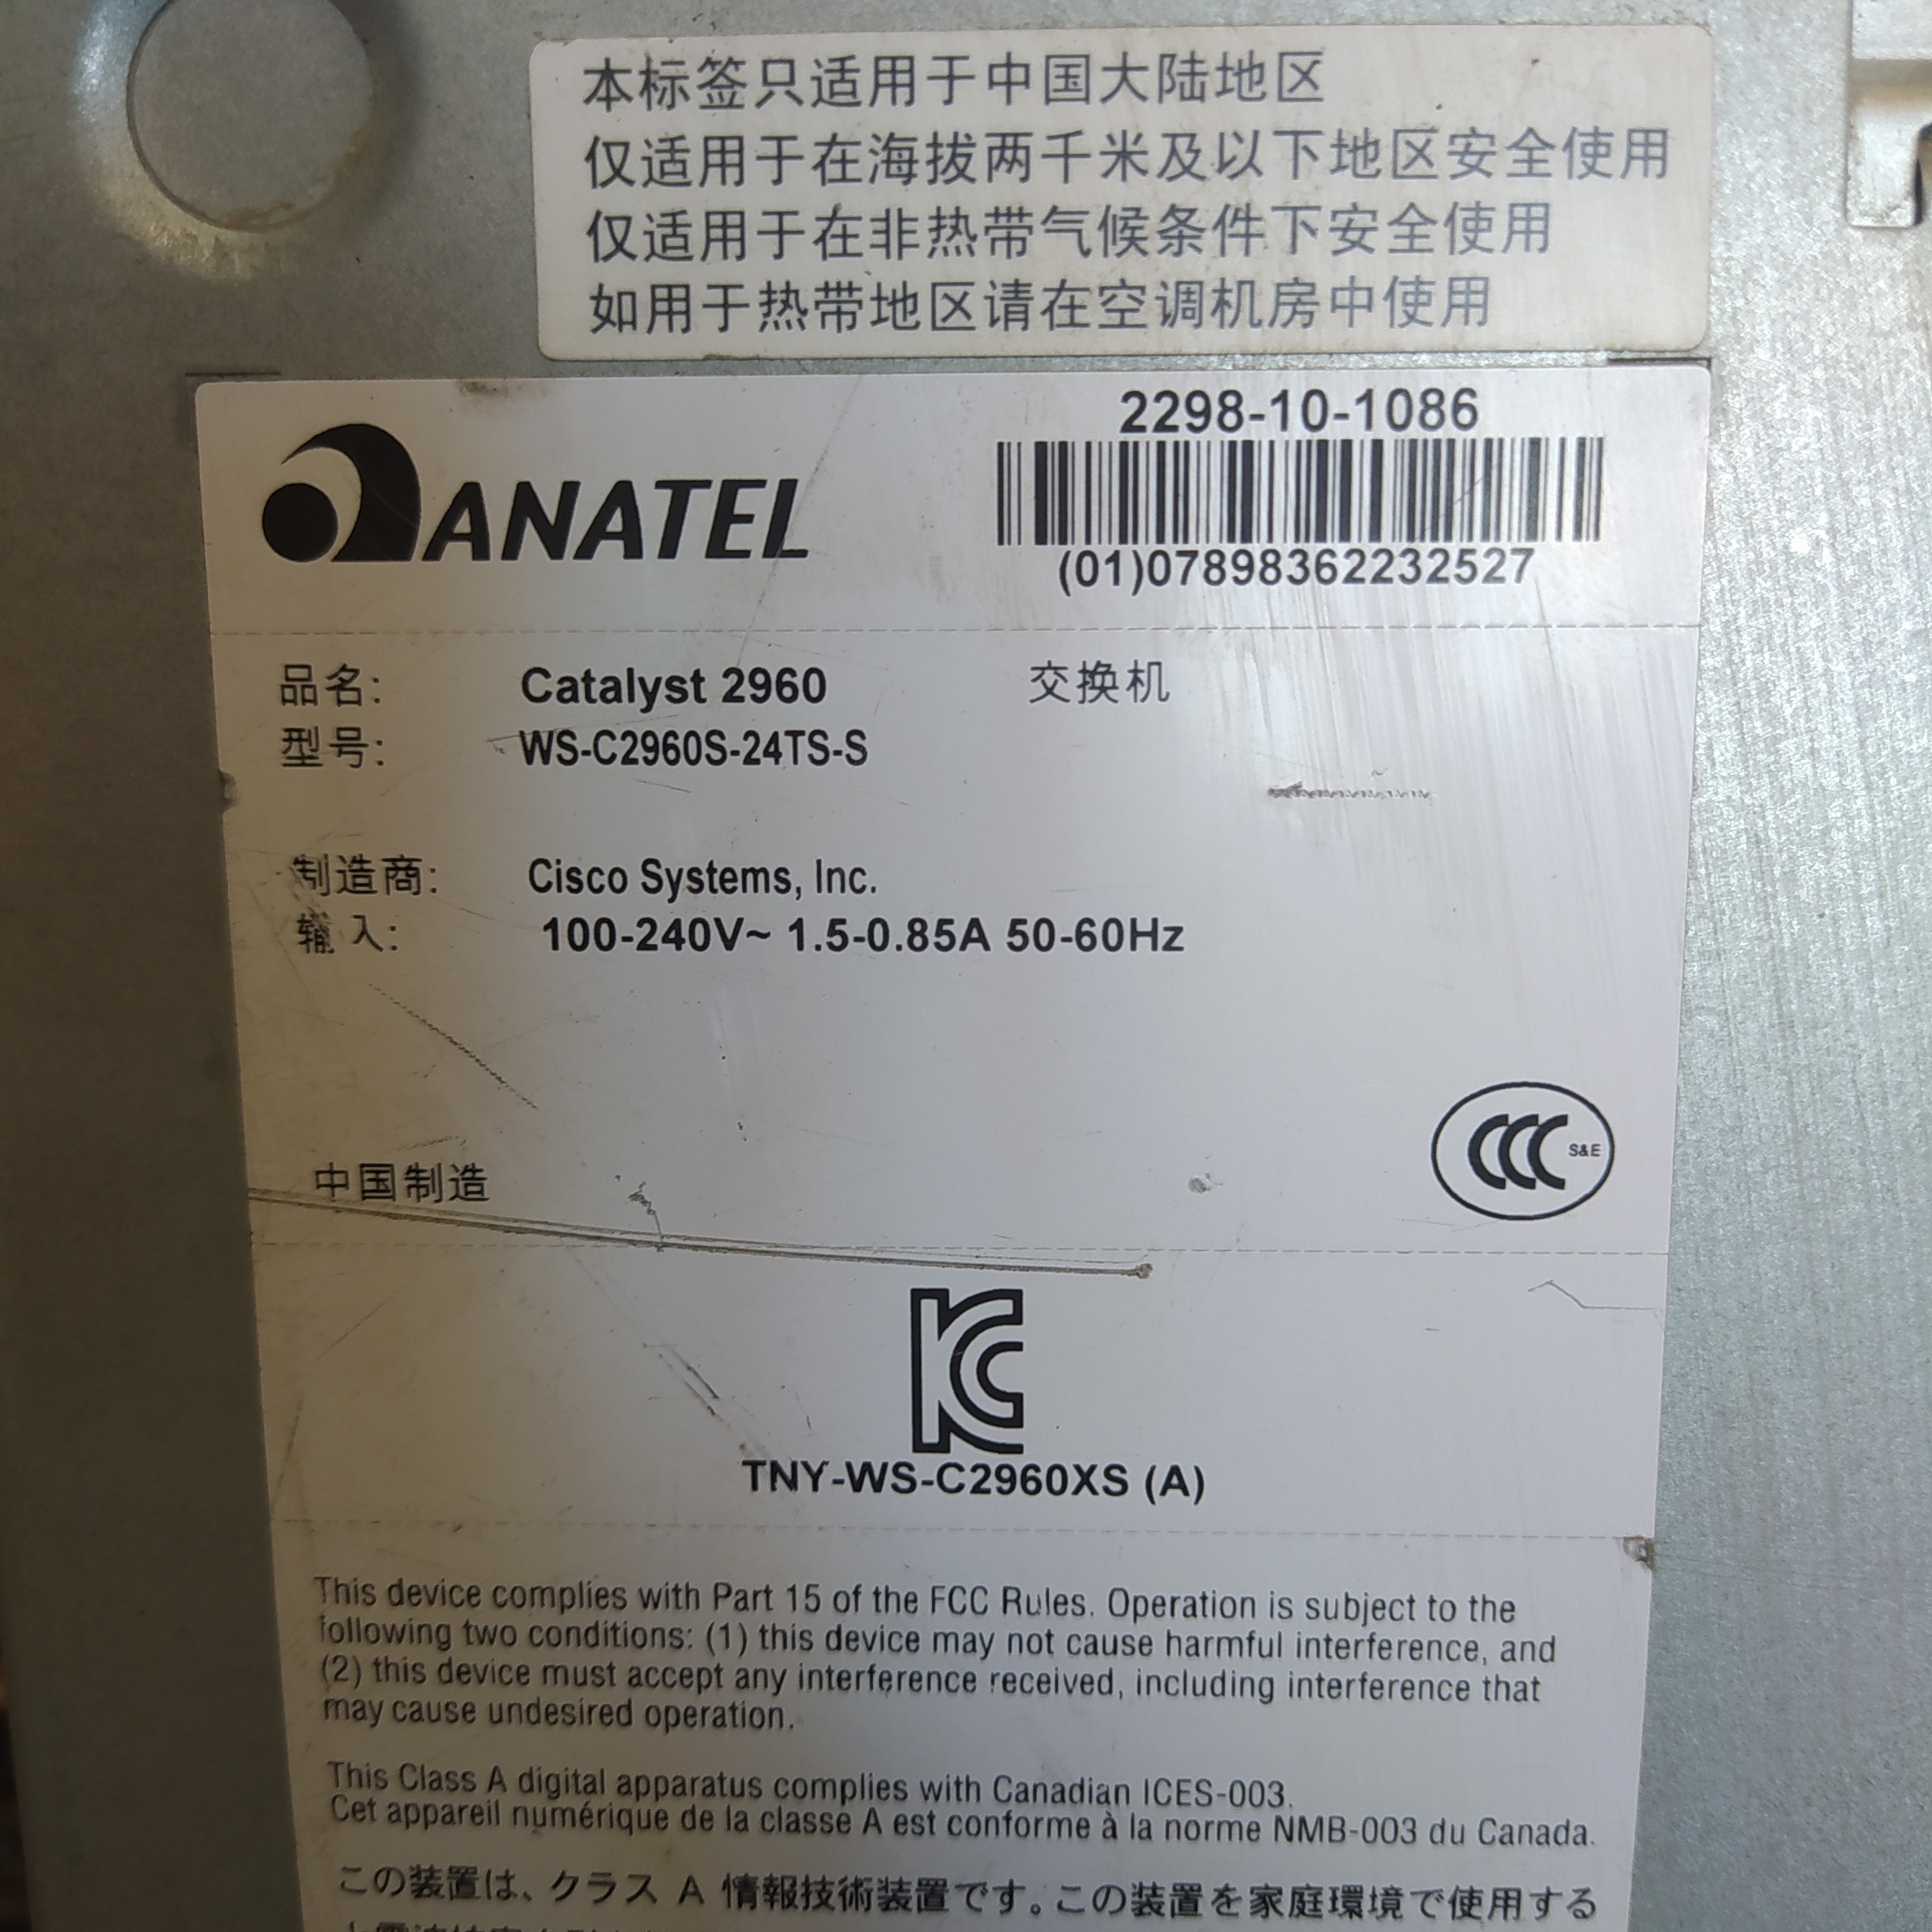 本标签只适用于中国大陆地区
仅适用于在海拔两千米及以下地区安全使用
仅适用于在非热带气候条件下安全使用
如用于热带地区请在空调机房中使用
2298-10-1086
ANATEL
(01)07898362232527
品名: Catalyst 2960 交换机
型号: WS-C2960S-24TS-S
制造商: Cisco Systems, Inc.
输入: 100-240V~ 1.5-0.85A 50-60Hz
CCC S&E
中国制造
KC
TNY-WS-C2960XS (A)
This device complies with Part 15 of the FCC Rules. Operation is subject to the
following two conditions: (1) this device may not cause harmful interference, and
(2) this device must accept any interference received, including interference that
may cause undesired operation.
This Class A digital apparatus complies with Canadian ICES-003.
Cet appareil numérique de la classe A est conforme à la norme NMB-003 du Canada.
この装置は、クラス A 情報技術装置です。この装置を家庭環境で使用する